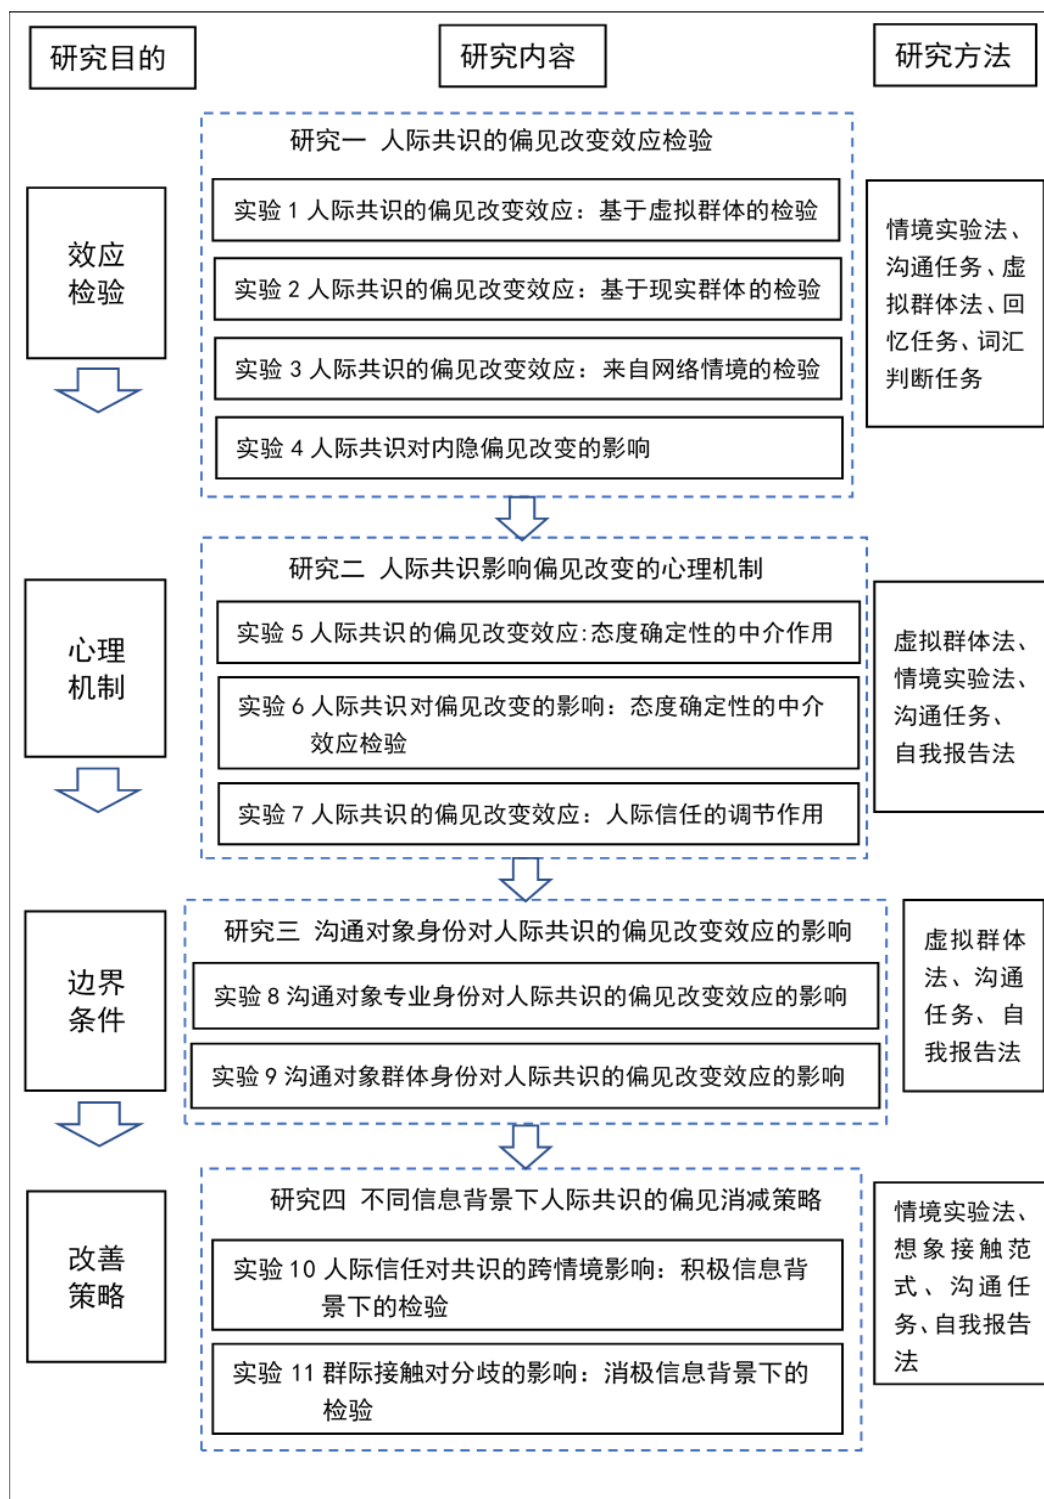 研究目的
研究内容
研究方法
研究一 人际共识的偏见改变效应检验
效应
检验
实验1人际共识的偏见改变效应：基于虚拟群体的检验
实验2人际共识的偏见改变效应：基于现实群体的检验
实验3人际共识的偏见改变效应：来自网络情境的检验
实验4人际共识对内隐偏见改变的影响
情境实验法、
沟通任务、虚
拟群体法、回
忆任务、词汇
判断任务
研究二 人际共识影响偏见改变的心理机制
心理
机制
实验5人际共识的偏见改变效应:态度确定性的中介作用
实验6人际共识对偏见改变的影响：态度确定性的中介
效应检验
实验7人际共识的偏见改变效应：人际信任的调节作用
虚拟群体法、
情境实验法、
沟通任务、
自我报告法
研究三 沟通对象身份对人际共识的偏见改变效应的影响
边界
条件
实验8沟通对象专业身份对人际共识的偏见改变效应的影响
实验9沟通对象群体身份对人际共识的偏见改变效应的影响
虚拟群体
法、沟通
任务、自
我报告法
研究四 不同信息背景下人际共识的偏见消减策略
改善
策略
实验10人际信任对共识的跨情境影响：积极信息背
景下的检验
实验11群际接触对分歧的影响：消极信息背景下的
检验
情境实验法、
想象接触范
式、沟通任
务、自我报告
法